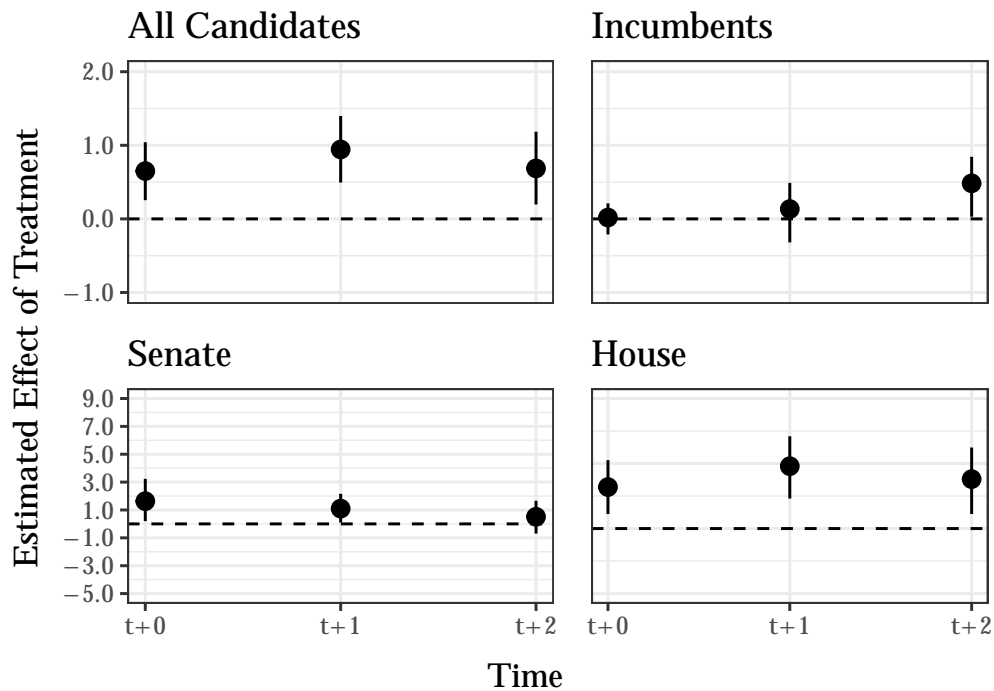 All Candidates
Incumbents
2.0
1.0
0.0
−1.0
Senate
House
9.0
7.0
5.0
3.0
1.0
−1.0
−3.0
−5.0
t+0
t+1
t+2
t+0
t+1
t+2
Time
Estimated Effect of Treatment